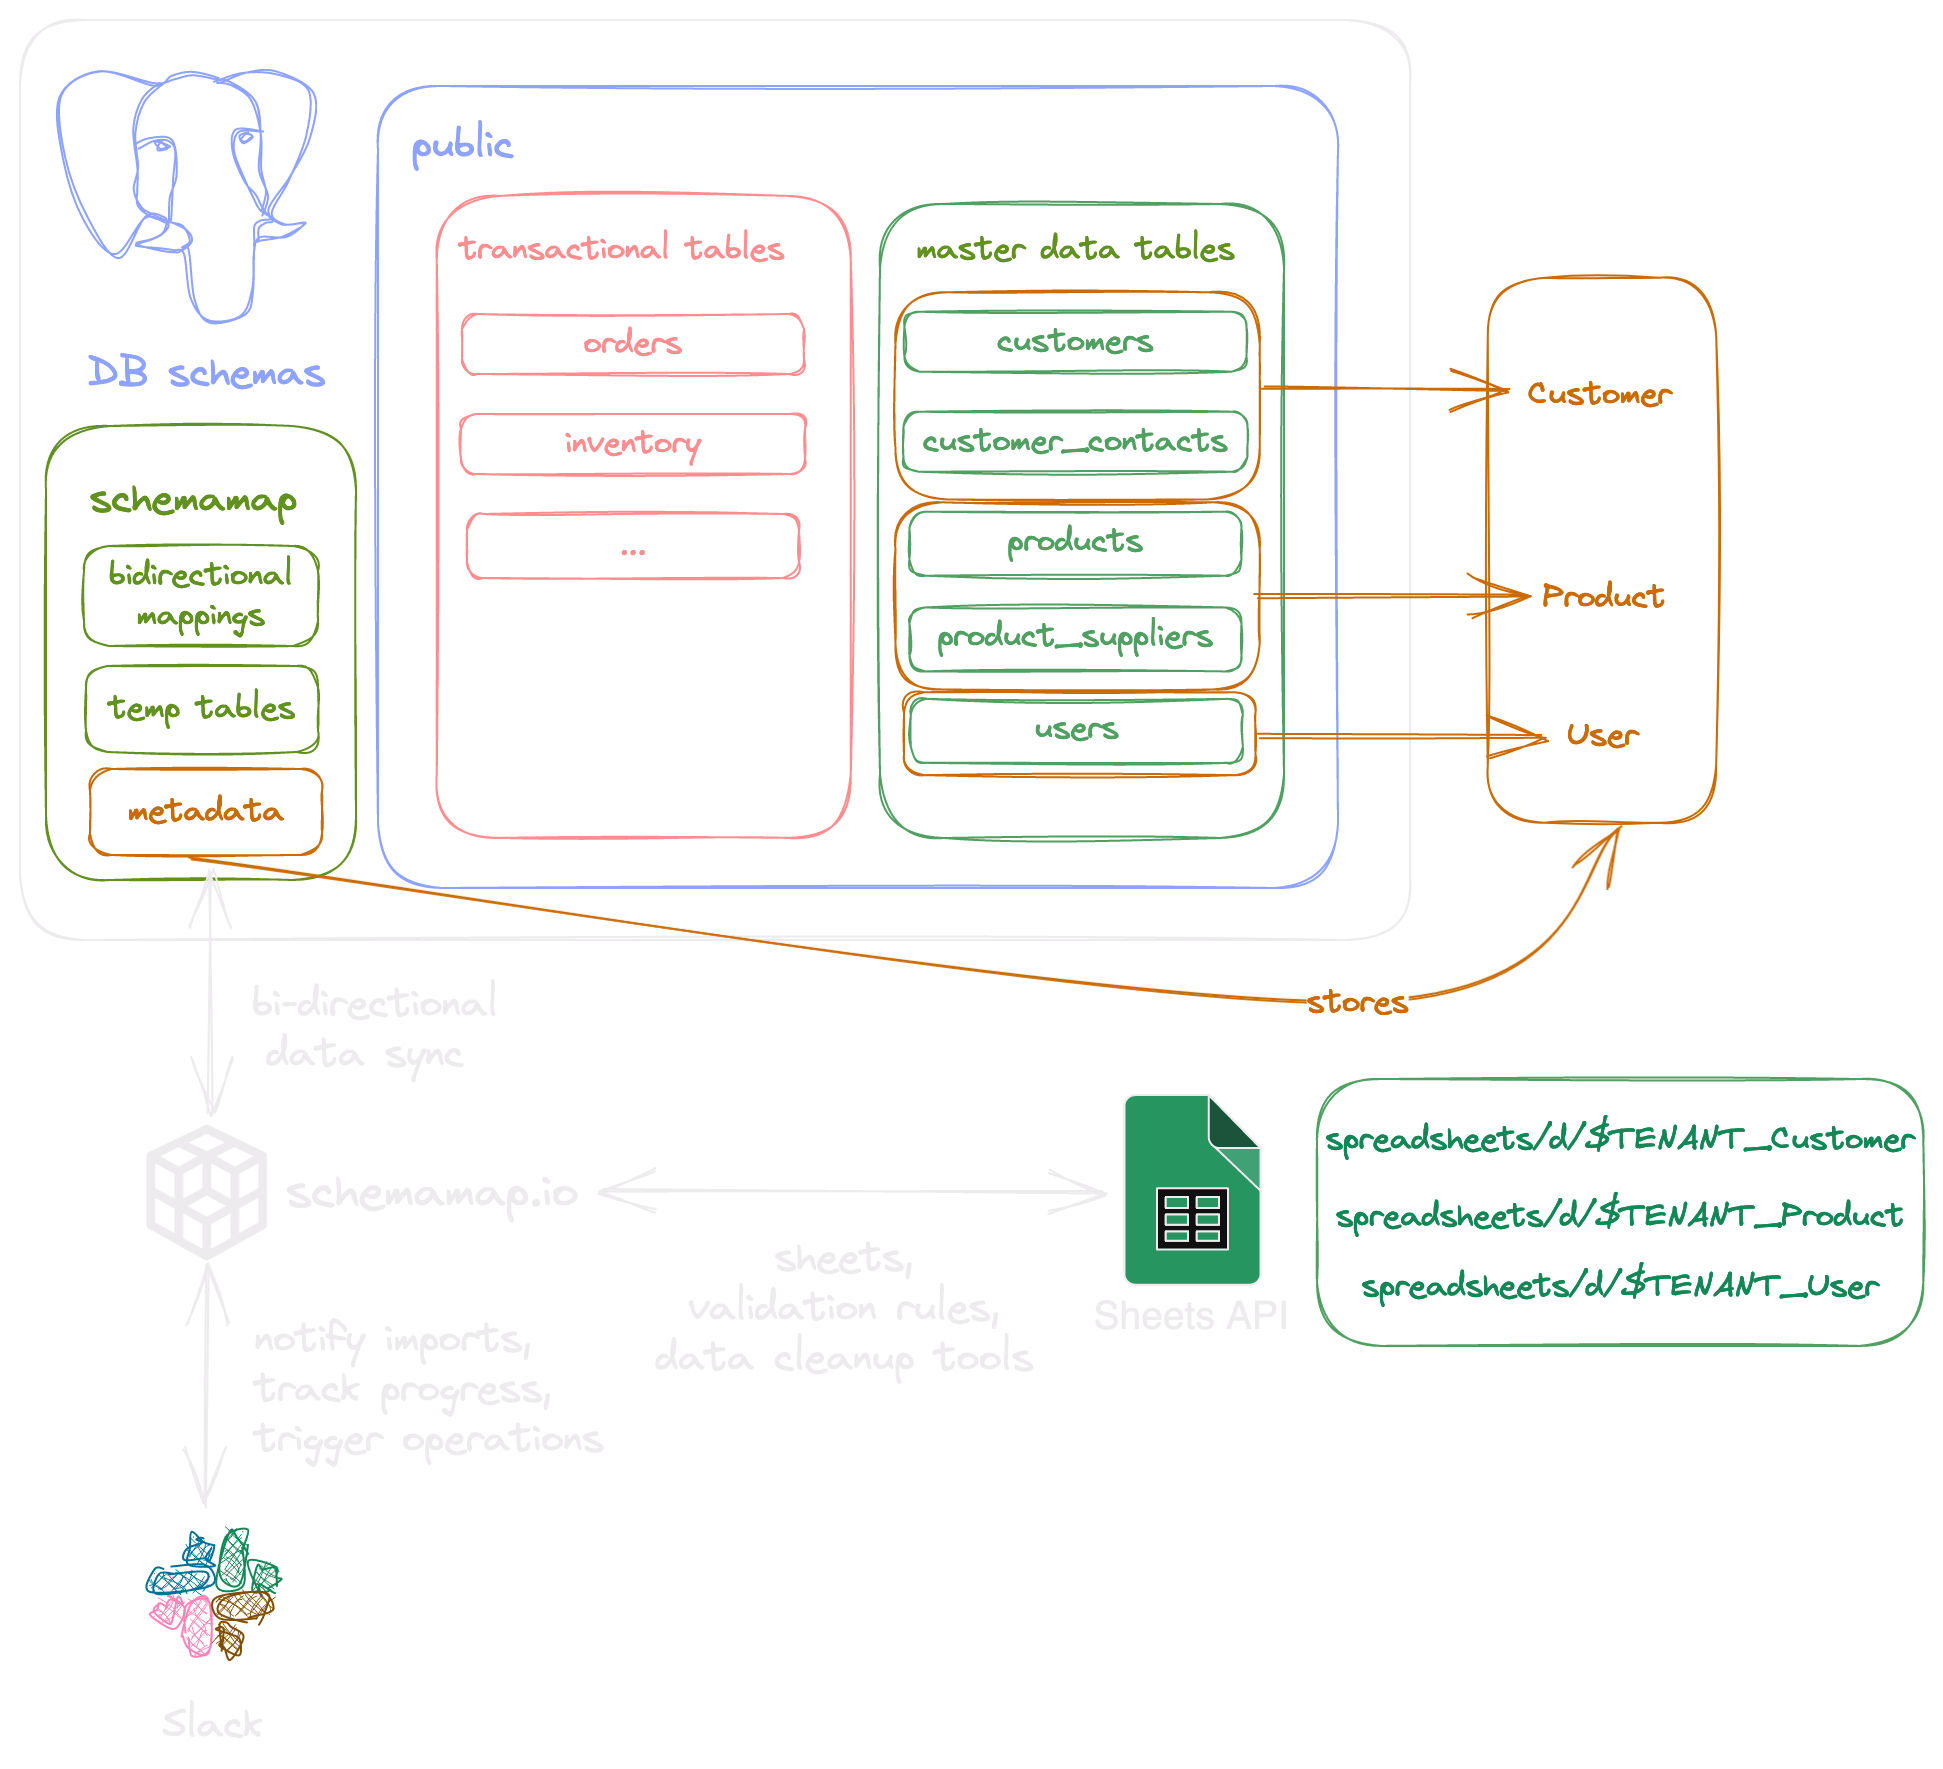 public
transactional tables
orders
inventory
...
master data tables
customers
customer_contacts
products
product_suppliers
users
DB schemas
schemamap
bidirectional
mappings
temp tables
metadata
Customer
Product
User
stores
bi-directional
data sync
schemamap.io
sheets,
validation rules,
data cleanup tools
Sheets API
spreadsheets/d/$TENANT_Customer
spreadsheets/d/$TENANT_Product
spreadsheets/d/$TENANT_User
notify imports,
track progress,
trigger operations
Slack